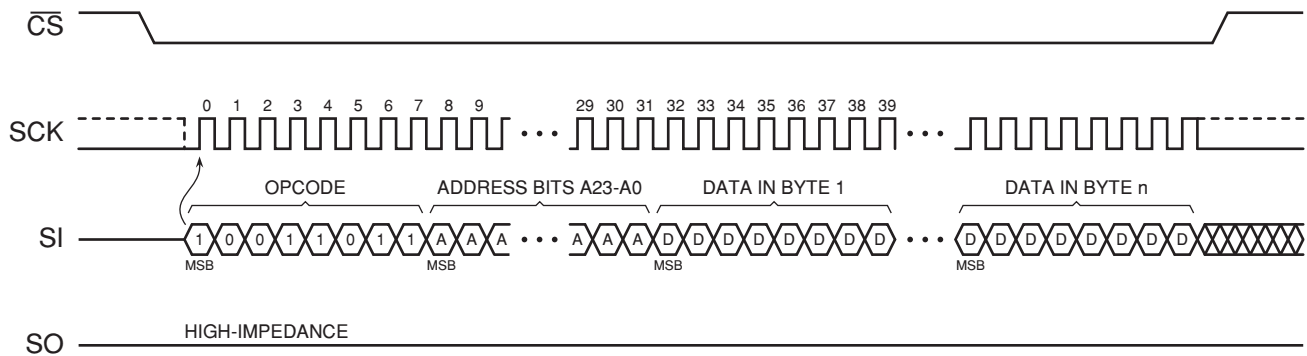 CS
0 1 2 3 4 5 6 7 8 9 29 30 31 32 33 34 35 36 37 38 39
SCK
OPCODE ADDRESS BITS A23-A0 DATA IN BYTE 1 DATA IN BYTE n
SI 1 0 0 1 1 0 1 1 A A A A A A D D D D D D D D D D D D D D D D
MSB MSB MSB MSB
HIGH-IMPEDANCE
SO